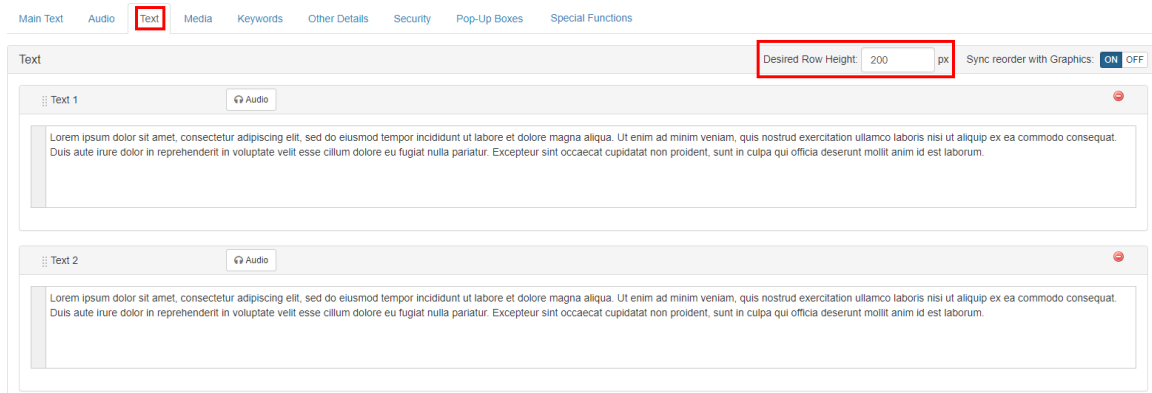 Main Text Audio Text Media Keywords Other Details Security Pop-Up Boxes Special Functions
Text Desired Row Height: 200 px Sync reorder with Graphics: ON OFF
Text 1 Audio
Lorem ipsum dolor sit amet, consectetur adipiscing elit, sed do eiusmod tempor incididunt ut labore et dolore magna aliqua. Ut enim ad minim veniam, quis nostrud exercitation ullamco laboris nisi ut aliquip ex ea commodo consequat.
Duis aute irure dolor in reprehenderit in voluptate velit esse cillum dolore eu fugiat nulla pariatur. Excepteur sint occaecat cupidatat non proident, sunt in culpa qui officia deserunt mollit anim id est laborum.
Text 2 Audio
Lorem ipsum dolor sit amet, consectetur adipiscing elit, sed do eiusmod tempor incididunt ut labore et dolore magna aliqua. Ut enim ad minim veniam, quis nostrud exercitation ullamco laboris nisi ut aliquip ex ea commodo consequat.
Duis aute irure dolor in reprehenderit in voluptate velit esse cillum dolore eu fugiat nulla pariatur. Excepteur sint occaecat cupidatat non proident, sunt in culpa qui officia deserunt mollit anim id est laborum.